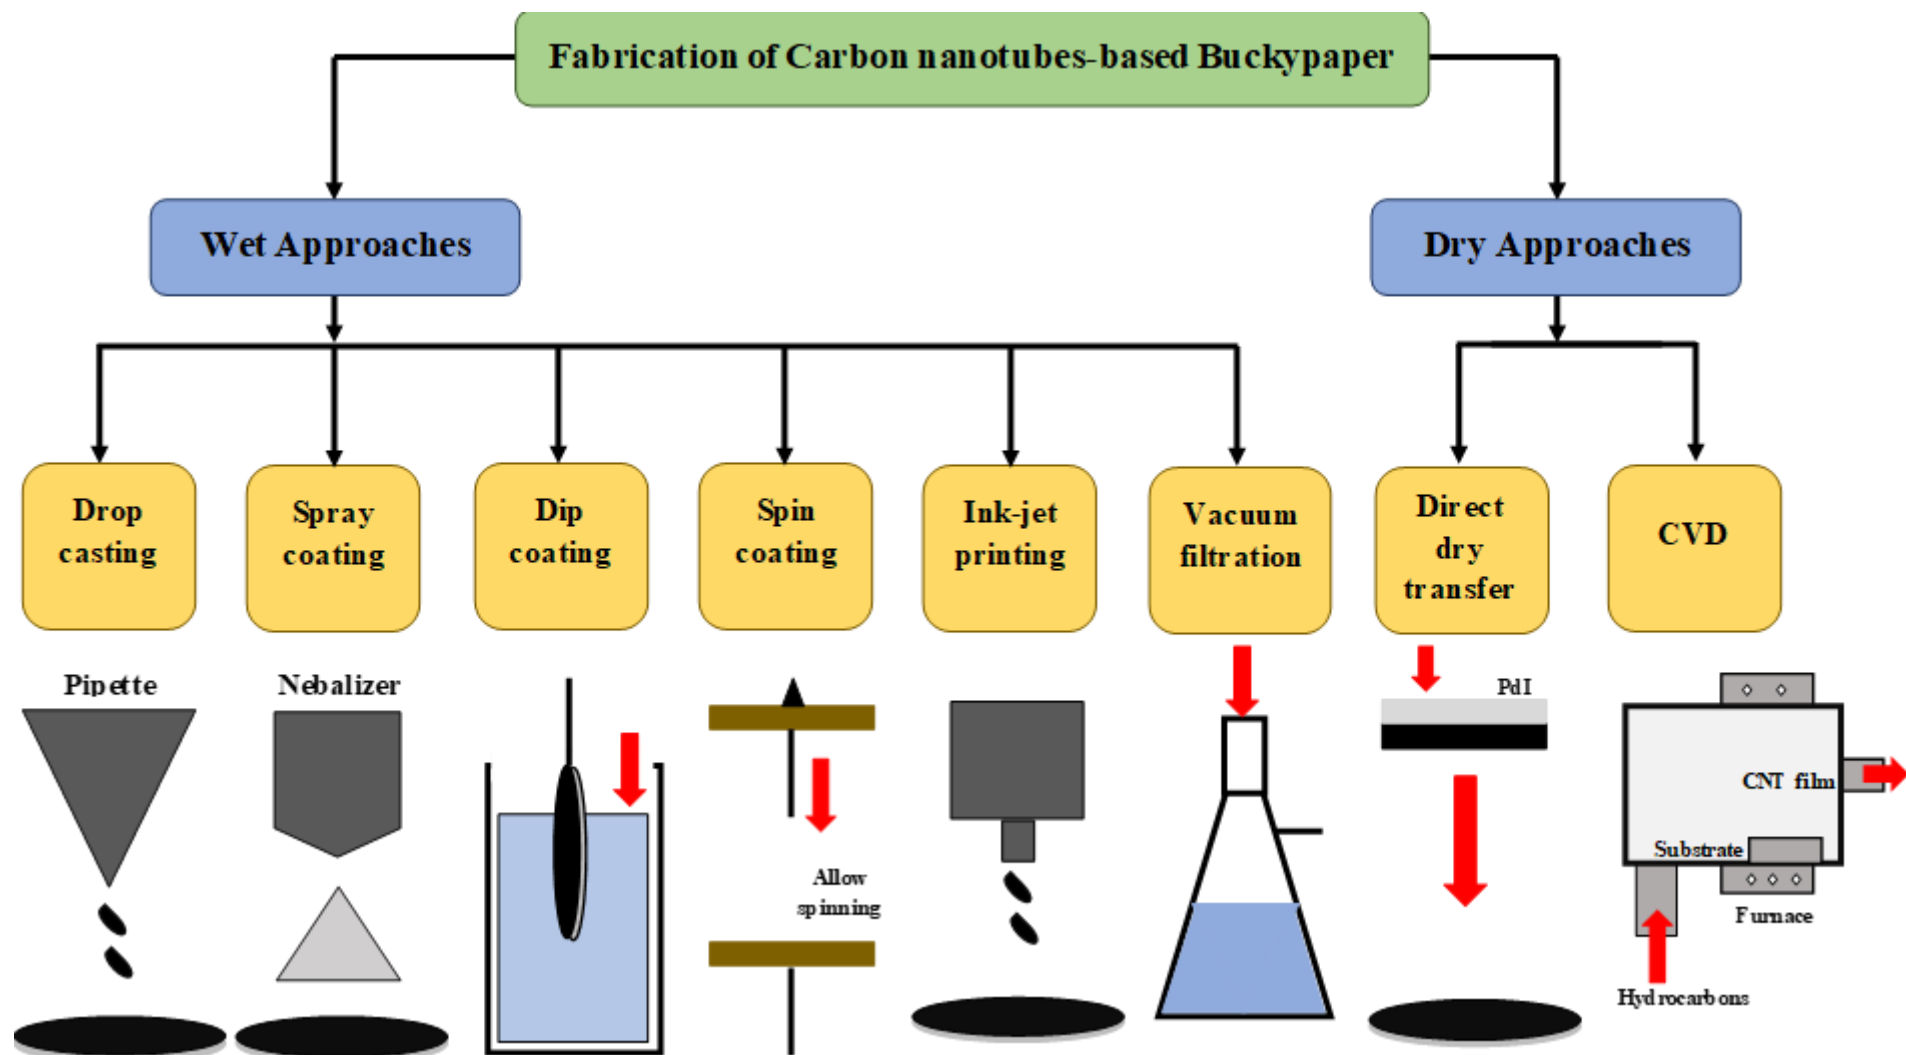 Fabrication of Carbon nanotubes-based Buckypaper
Wet Approaches
Dry Approaches
Drop
casting
Spray
coating
Dip
coating
Spin
coating
Ink-jet
printing
Vacuum
filtration
Direct
dry
transfer
CVD
Pipette
Nebalizer
Allow
spinning
PdI
CNT film
Substrate
Furnace
Hydrocarbons